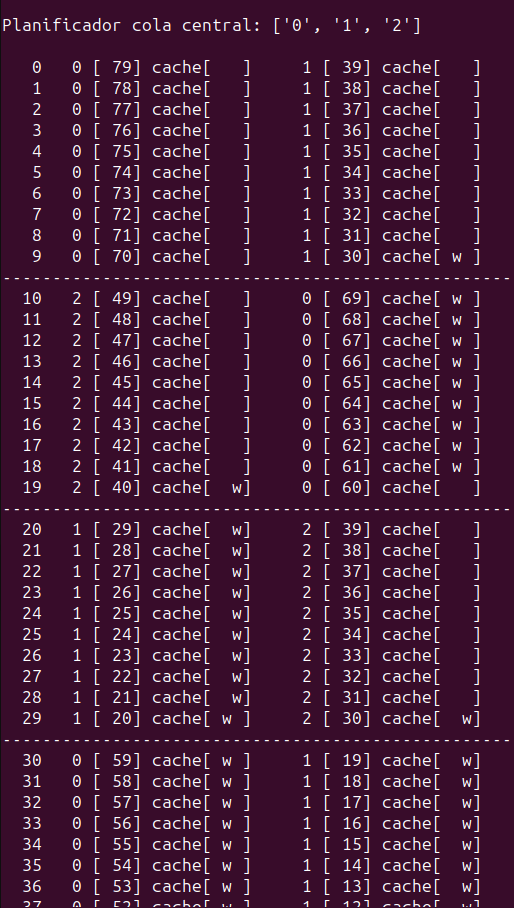 Planificador cola central: ['0', '1', '2']
   0   0 [ 79] cache[   ]     1 [ 39] cache[   ]
   1   0 [ 78] cache[   ]     1 [ 38] cache[   ]
   2   0 [ 77] cache[   ]     1 [ 37] cache[   ]
   3   0 [ 76] cache[   ]     1 [ 36] cache[   ]
   4   0 [ 75] cache[   ]     1 [ 35] cache[   ]
   5   0 [ 74] cache[   ]     1 [ 34] cache[   ]
   6   0 [ 73] cache[   ]     1 [ 33] cache[   ]
   7   0 [ 72] cache[   ]     1 [ 32] cache[   ]
   8   0 [ 71] cache[   ]     1 [ 31] cache[   ]
   9   0 [ 70] cache[   ]     1 [ 30] cache[ w ]
---------------------------------------------------
  10   2 [ 49] cache[   ]     0 [ 69] cache[ w ]
  11   2 [ 48] cache[   ]     0 [ 68] cache[ w ]
  12   2 [ 47] cache[   ]     0 [ 67] cache[ w ]
  13   2 [ 46] cache[   ]     0 [ 66] cache[ w ]
  14   2 [ 45] cache[   ]     0 [ 65] cache[ w ]
  15   2 [ 44] cache[   ]     0 [ 64] cache[ w ]
  16   2 [ 43] cache[   ]     0 [ 63] cache[ w ]
  17   2 [ 42] cache[   ]     0 [ 62] cache[ w ]
  18   2 [ 41] cache[   ]     0 [ 61] cache[ w ]
  19   2 [ 40] cache[  w]     0 [ 60] cache[   ]
---------------------------------------------------
  20   1 [ 29] cache[  w]     2 [ 39] cache[   ]
  21   1 [ 28] cache[  w]     2 [ 38] cache[   ]
  22   1 [ 27] cache[  w]     2 [ 37] cache[   ]
  23   1 [ 26] cache[  w]     2 [ 36] cache[   ]
  24   1 [ 25] cache[  w]     2 [ 35] cache[   ]
  25   1 [ 24] cache[  w]     2 [ 34] cache[   ]
  26   1 [ 23] cache[  w]     2 [ 33] cache[   ]
  27   1 [ 22] cache[  w]     2 [ 32] cache[   ]
  28   1 [ 21] cache[  w]     2 [ 31] cache[   ]
  29   1 [ 20] cache[ w ]     2 [ 30] cache[  w]
---------------------------------------------------
  30   0 [ 59] cache[ w ]     1 [ 19] cache[  w]
  31   0 [ 58] cache[ w ]     1 [ 18] cache[  w]
  32   0 [ 57] cache[ w ]     1 [ 17] cache[  w]
  33   0 [ 56] cache[ w ]     1 [ 16] cache[  w]
  34   0 [ 55] cache[ w ]     1 [ 15] cache[  w]
  35   0 [ 54] cache[ w ]     1 [ 14] cache[  w]
  36   0 [ 53] cache[ w ]     1 [ 13] cache[  w]
  37   0 [ 52] cache[ w ]     1 [ 12] cache[  w]